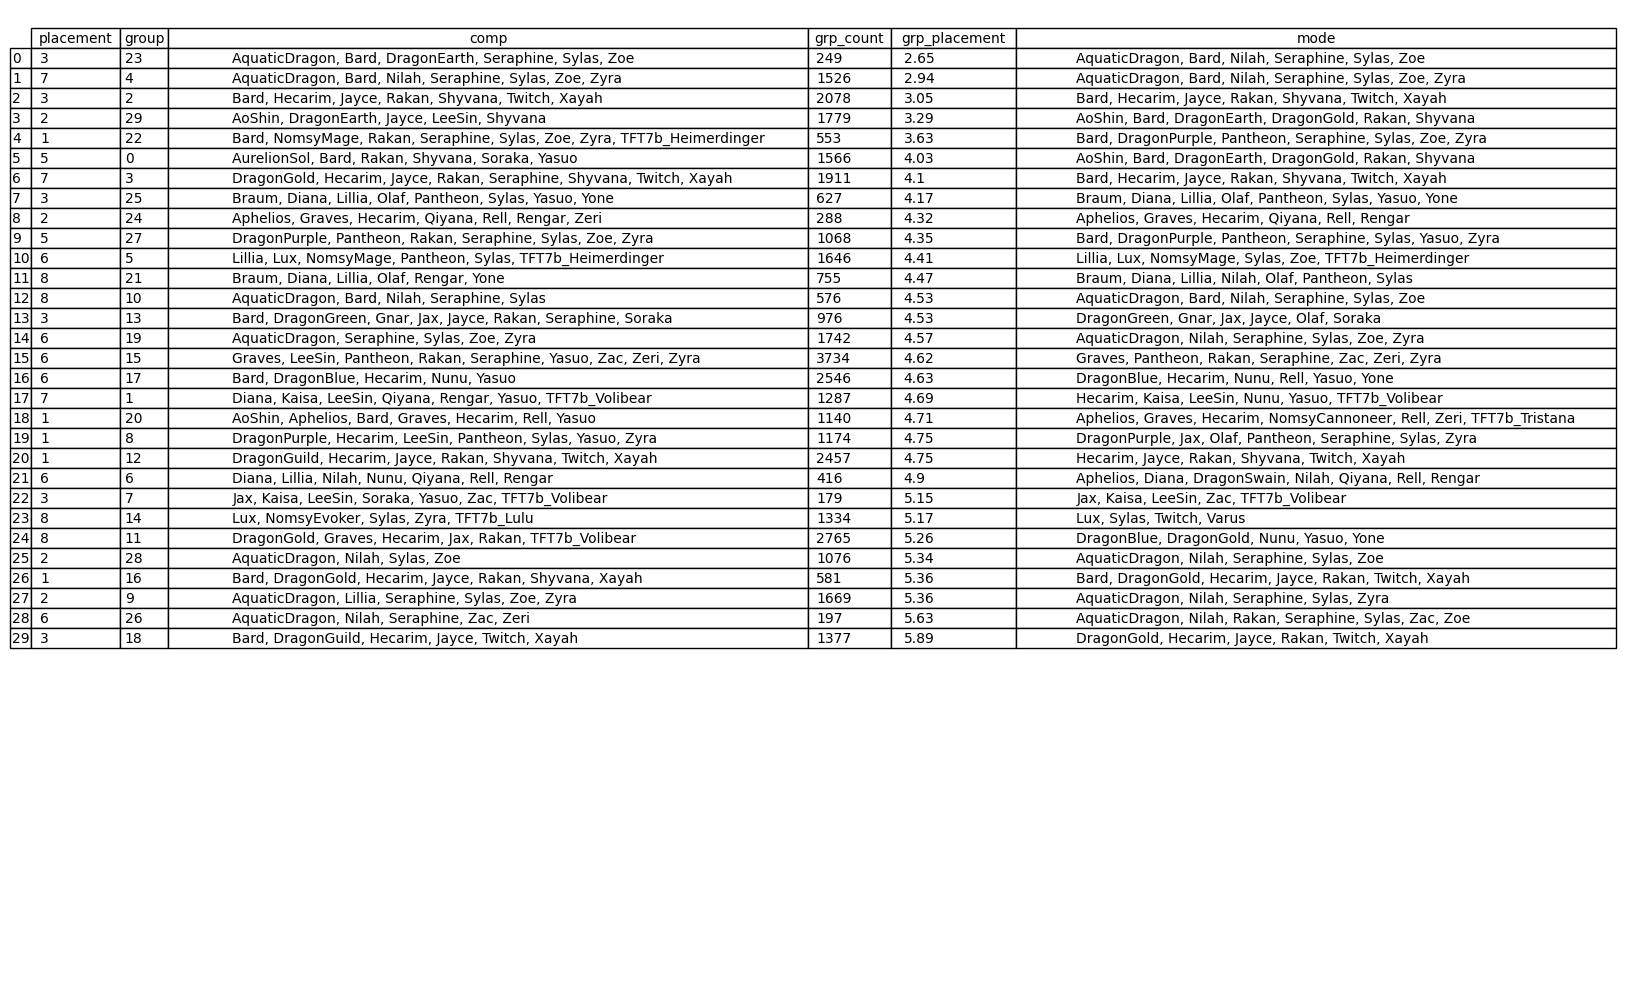 placement group comp grp_count grp_placement mode
0 3 23 AquaticDragon, Bard, DragonEarth, Seraphine, Sylas, Zoe 249 2.65 AquaticDragon, Bard, Nilah, Seraphine, Sylas, Zoe
1 7 4 AquaticDragon, Bard, Nilah, Seraphine, Sylas, Zoe, Zyra 1526 2.94 AquaticDragon, Bard, Nilah, Seraphine, Sylas, Zoe, Zyra
2 3 2 Bard, Hecarim, Jayce, Rakan, Shyvana, Twitch, Xayah 2078 3.05 Bard, Hecarim, Jayce, Rakan, Shyvana, Twitch, Xayah
3 2 29 AoShin, DragonEarth, Jayce, LeeSin, Shyvana 1779 3.29 AoShin, Bard, DragonEarth, DragonGold, Rakan, Shyvana
4 1 22 Bard, NomsyMage, Rakan, Seraphine, Sylas, Zoe, Zyra, TFT7b_Heimerdinger 553 3.63 Bard, DragonPurple, Pantheon, Seraphine, Sylas, Zoe, Zyra
5 5 0 AurelionSol, Bard, Rakan, Shyvana, Soraka, Yasuo 1566 4.03 AoShin, Bard, DragonEarth, DragonGold, Rakan, Shyvana
6 7 3 DragonGold, Hecarim, Jayce, Rakan, Seraphine, Shyvana, Twitch, Xayah 1911 4.1 Bard, Hecarim, Jayce, Rakan, Shyvana, Twitch, Xayah
7 3 25 Braum, Diana, Lillia, Olaf, Pantheon, Sylas, Yasuo, Yone 627 4.17 Braum, Diana, Lillia, Olaf, Pantheon, Sylas, Yasuo, Yone
8 2 24 Aphelios, Graves, Hecarim, Qiyana, Rell, Rengar, Zeri 288 4.32 Aphelios, Graves, Hecarim, Qiyana, Rell, Rengar
9 5 27 DragonPurple, Pantheon, Rakan, Seraphine, Sylas, Zoe, Zyra 1068 4.35 Bard, DragonPurple, Pantheon, Seraphine, Sylas, Yasuo, Zyra
10 6 5 Lillia, Lux, NomsyMage, Pantheon, Sylas, TFT7b_Heimerdinger 1646 4.41 Lillia, Lux, NomsyMage, Sylas, Zoe, TFT7b_Heimerdinger
11 8 21 Braum, Diana, Lillia, Olaf, Rengar, Yone 755 4.47 Braum, Diana, Lillia, Nilah, Olaf, Pantheon, Sylas
12 8 10 AquaticDragon, Bard, Nilah, Seraphine, Sylas 576 4.53 AquaticDragon, Bard, Nilah, Seraphine, Sylas, Zoe
13 3 13 Bard, DragonGreen, Gnar, Jax, Jayce, Rakan, Seraphine, Soraka 976 4.53 DragonGreen, Gnar, Jax, Jayce, Olaf, Soraka
14 6 19 AquaticDragon, Seraphine, Sylas, Zoe, Zyra 1742 4.57 AquaticDragon, Nilah, Seraphine, Sylas, Zoe, Zyra
15 6 15 Graves, LeeSin, Pantheon, Rakan, Seraphine, Yasuo, Zac, Zeri, Zyra 3734 4.62 Graves, Pantheon, Rakan, Seraphine, Zac, Zeri, Zyra
16 6 17 Bard, DragonBlue, Hecarim, Nunu, Yasuo 2546 4.63 DragonBlue, Hecarim, Nunu, Rell, Yasuo, Yone
17 7 1 Diana, Kaisa, LeeSin, Qiyana, Rengar, Yasuo, TFT7b_Volibear 1287 4.69 Hecarim, Kaisa, LeeSin, Nunu, Yasuo, TFT7b_Volibear
18 1 20 AoShin, Aphelios, Bard, Graves, Hecarim, Rell, Yasuo 1140 4.71 Aphelios, Graves, Hecarim, NomsyCannoneer, Rell, Zeri, TFT7b_Tristana
19 1 8 DragonPurple, Hecarim, LeeSin, Pantheon, Sylas, Yasuo, Zyra 1174 4.75 DragonPurple, Jax, Olaf, Pantheon, Seraphine, Sylas, Zyra
20 1 12 DragonGuild, Hecarim, Jayce, Rakan, Shyvana, Twitch, Xayah 2457 4.75 Hecarim, Jayce, Rakan, Shyvana, Twitch, Xayah
21 6 6 Diana, Lillia, Nilah, Nunu, Qiyana, Rell, Rengar 416 4.9 Aphelios, Diana, DragonSwain, Nilah, Qiyana, Rell, Rengar
22 3 7 Jax, Kaisa, LeeSin, Soraka, Yasuo, Zac, TFT7b_Volibear 179 5.15 Jax, Kaisa, LeeSin, Zac, TFT7b_Volibear
23 8 14 Lux, NomsyEvoker, Sylas, Zyra, TFT7b_Lulu 1334 5.17 Lux, Sylas, Twitch, Varus
24 8 11 DragonGold, Graves, Hecarim, Jax, Rakan, TFT7b_Volibear 2765 5.26 DragonBlue, DragonGold, Nunu, Yasuo, Yone
25 2 28 AquaticDragon, Nilah, Sylas, Zoe 1076 5.34 AquaticDragon, Nilah, Seraphine, Sylas, Zoe
26 1 16 Bard, DragonGold, Hecarim, Jayce, Rakan, Shyvana, Xayah 581 5.36 Bard, DragonGold, Hecarim, Jayce, Rakan, Twitch, Xayah
27 2 9 AquaticDragon, Lillia, Seraphine, Sylas, Zoe, Zyra 1669 5.36 AquaticDragon, Nilah, Seraphine, Sylas, Zyra
28 6 26 AquaticDragon, Nilah, Seraphine, Zac, Zeri 197 5.63 AquaticDragon, Nilah, Rakan, Seraphine, Sylas, Zac, Zoe
29 3 18 Bard, DragonGuild, Hecarim, Jayce, Twitch, Xayah 1377 5.89 DragonGold, Hecarim, Jayce, Rakan, Twitch, Xayah